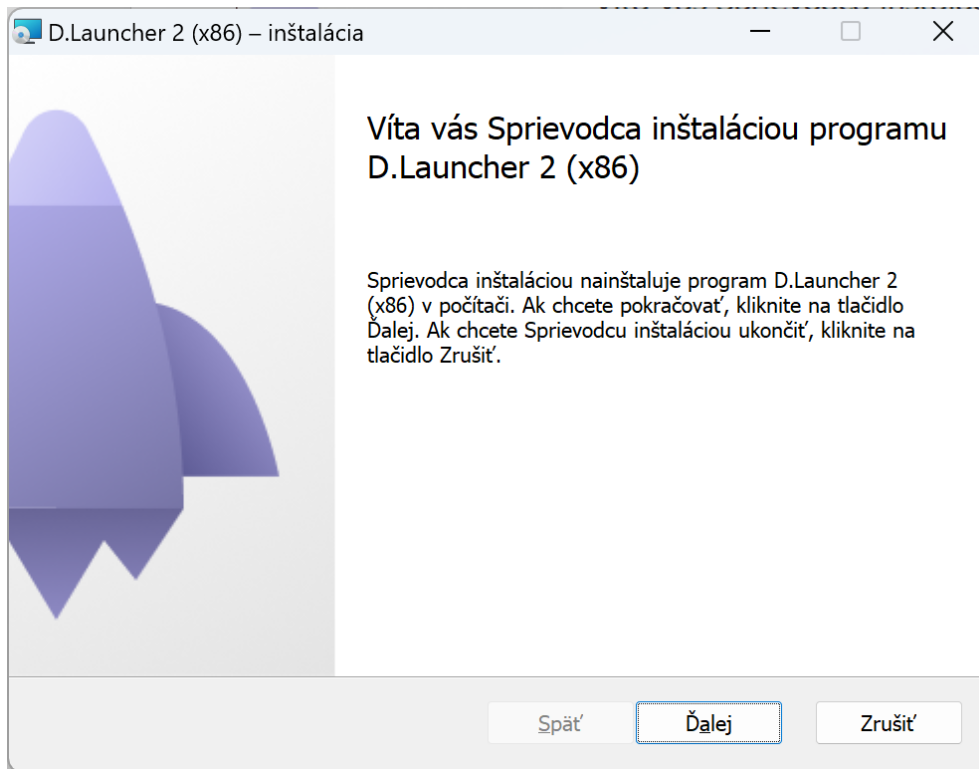 D.Launcher 2 (x86) – inštalácia
Víta vás Sprievodca inštaláciou programu
D.Launcher 2 (x86)
Sprievodca inštaláciou nainštaluje program D.Launcher 2
(x86) v počítači. Ak chcete pokračovať, kliknite na tlačidlo
Ďalej. Ak chcete Sprievodcu inštaláciou ukončiť, kliknite na
tlačidlo Zrušiť.
Späť
Ďalej
Zrušiť